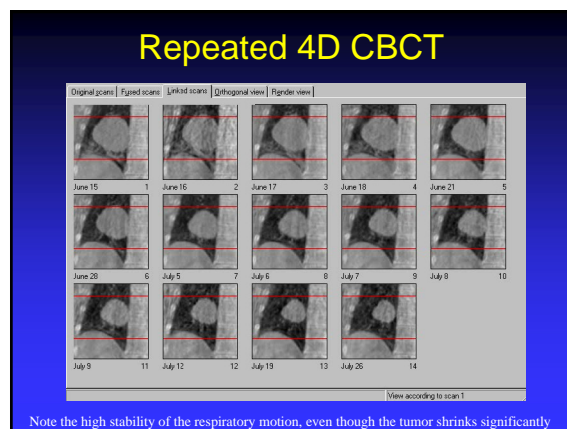 Repeated 4D CBCT
Original scans Fused scans Linked scans Orthogonal view Render view
June 15 1 June 16 2 June 17 3 June 18 4 June 21 5
June 28 6 July 5 7 July 6 8 July 7 9 July 8 10
July 9 11 July 12 12 July 19 13 July 26 14
View according to scan 1
Note the high stability of the respiratory motion, even though the tumor shrinks significantly